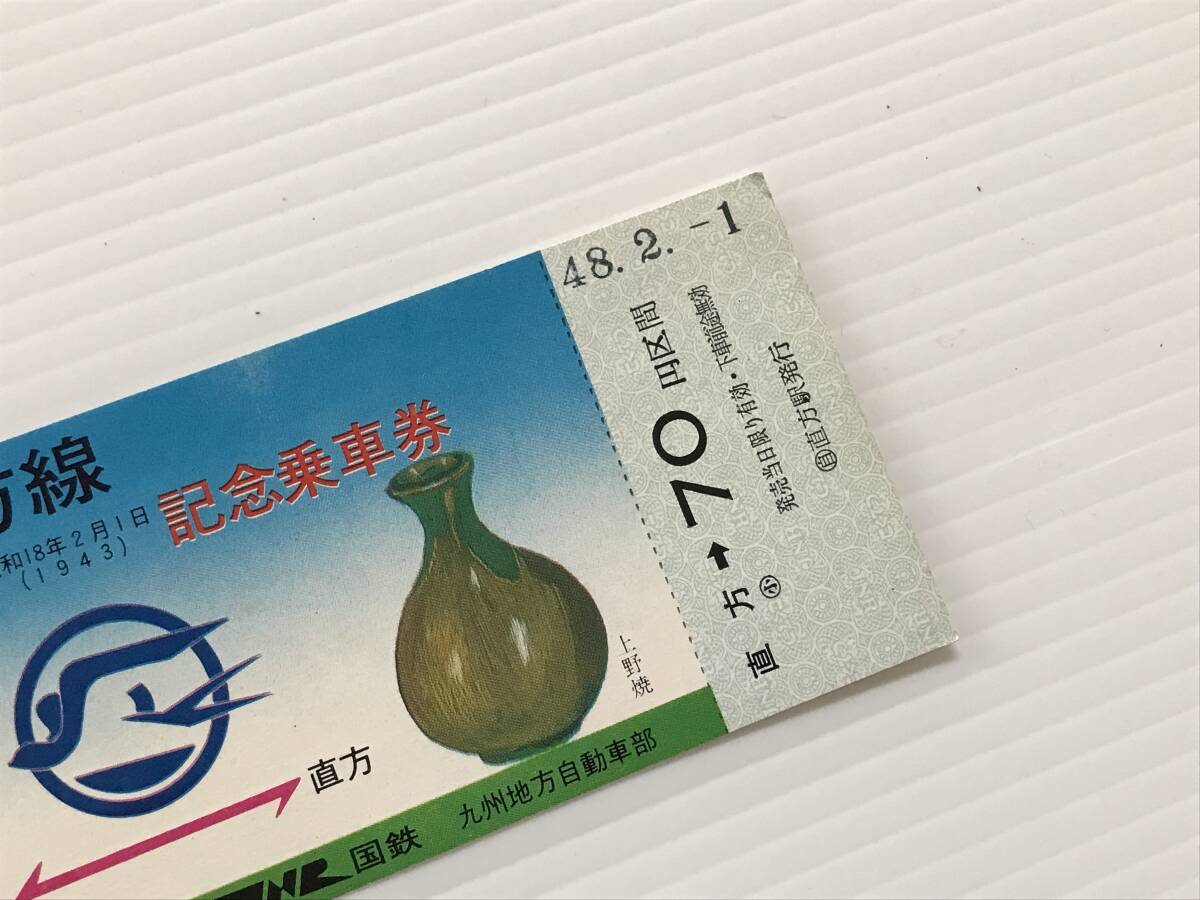 方線
和18年2月1日
(1943)
記念乗車券
上野焼
直方
JNR 国鉄 九州地方自動車部
48.2.-1
直方→70円区間
㋛
発売当日限り有効・下車前途無効
㊀直方駅発行